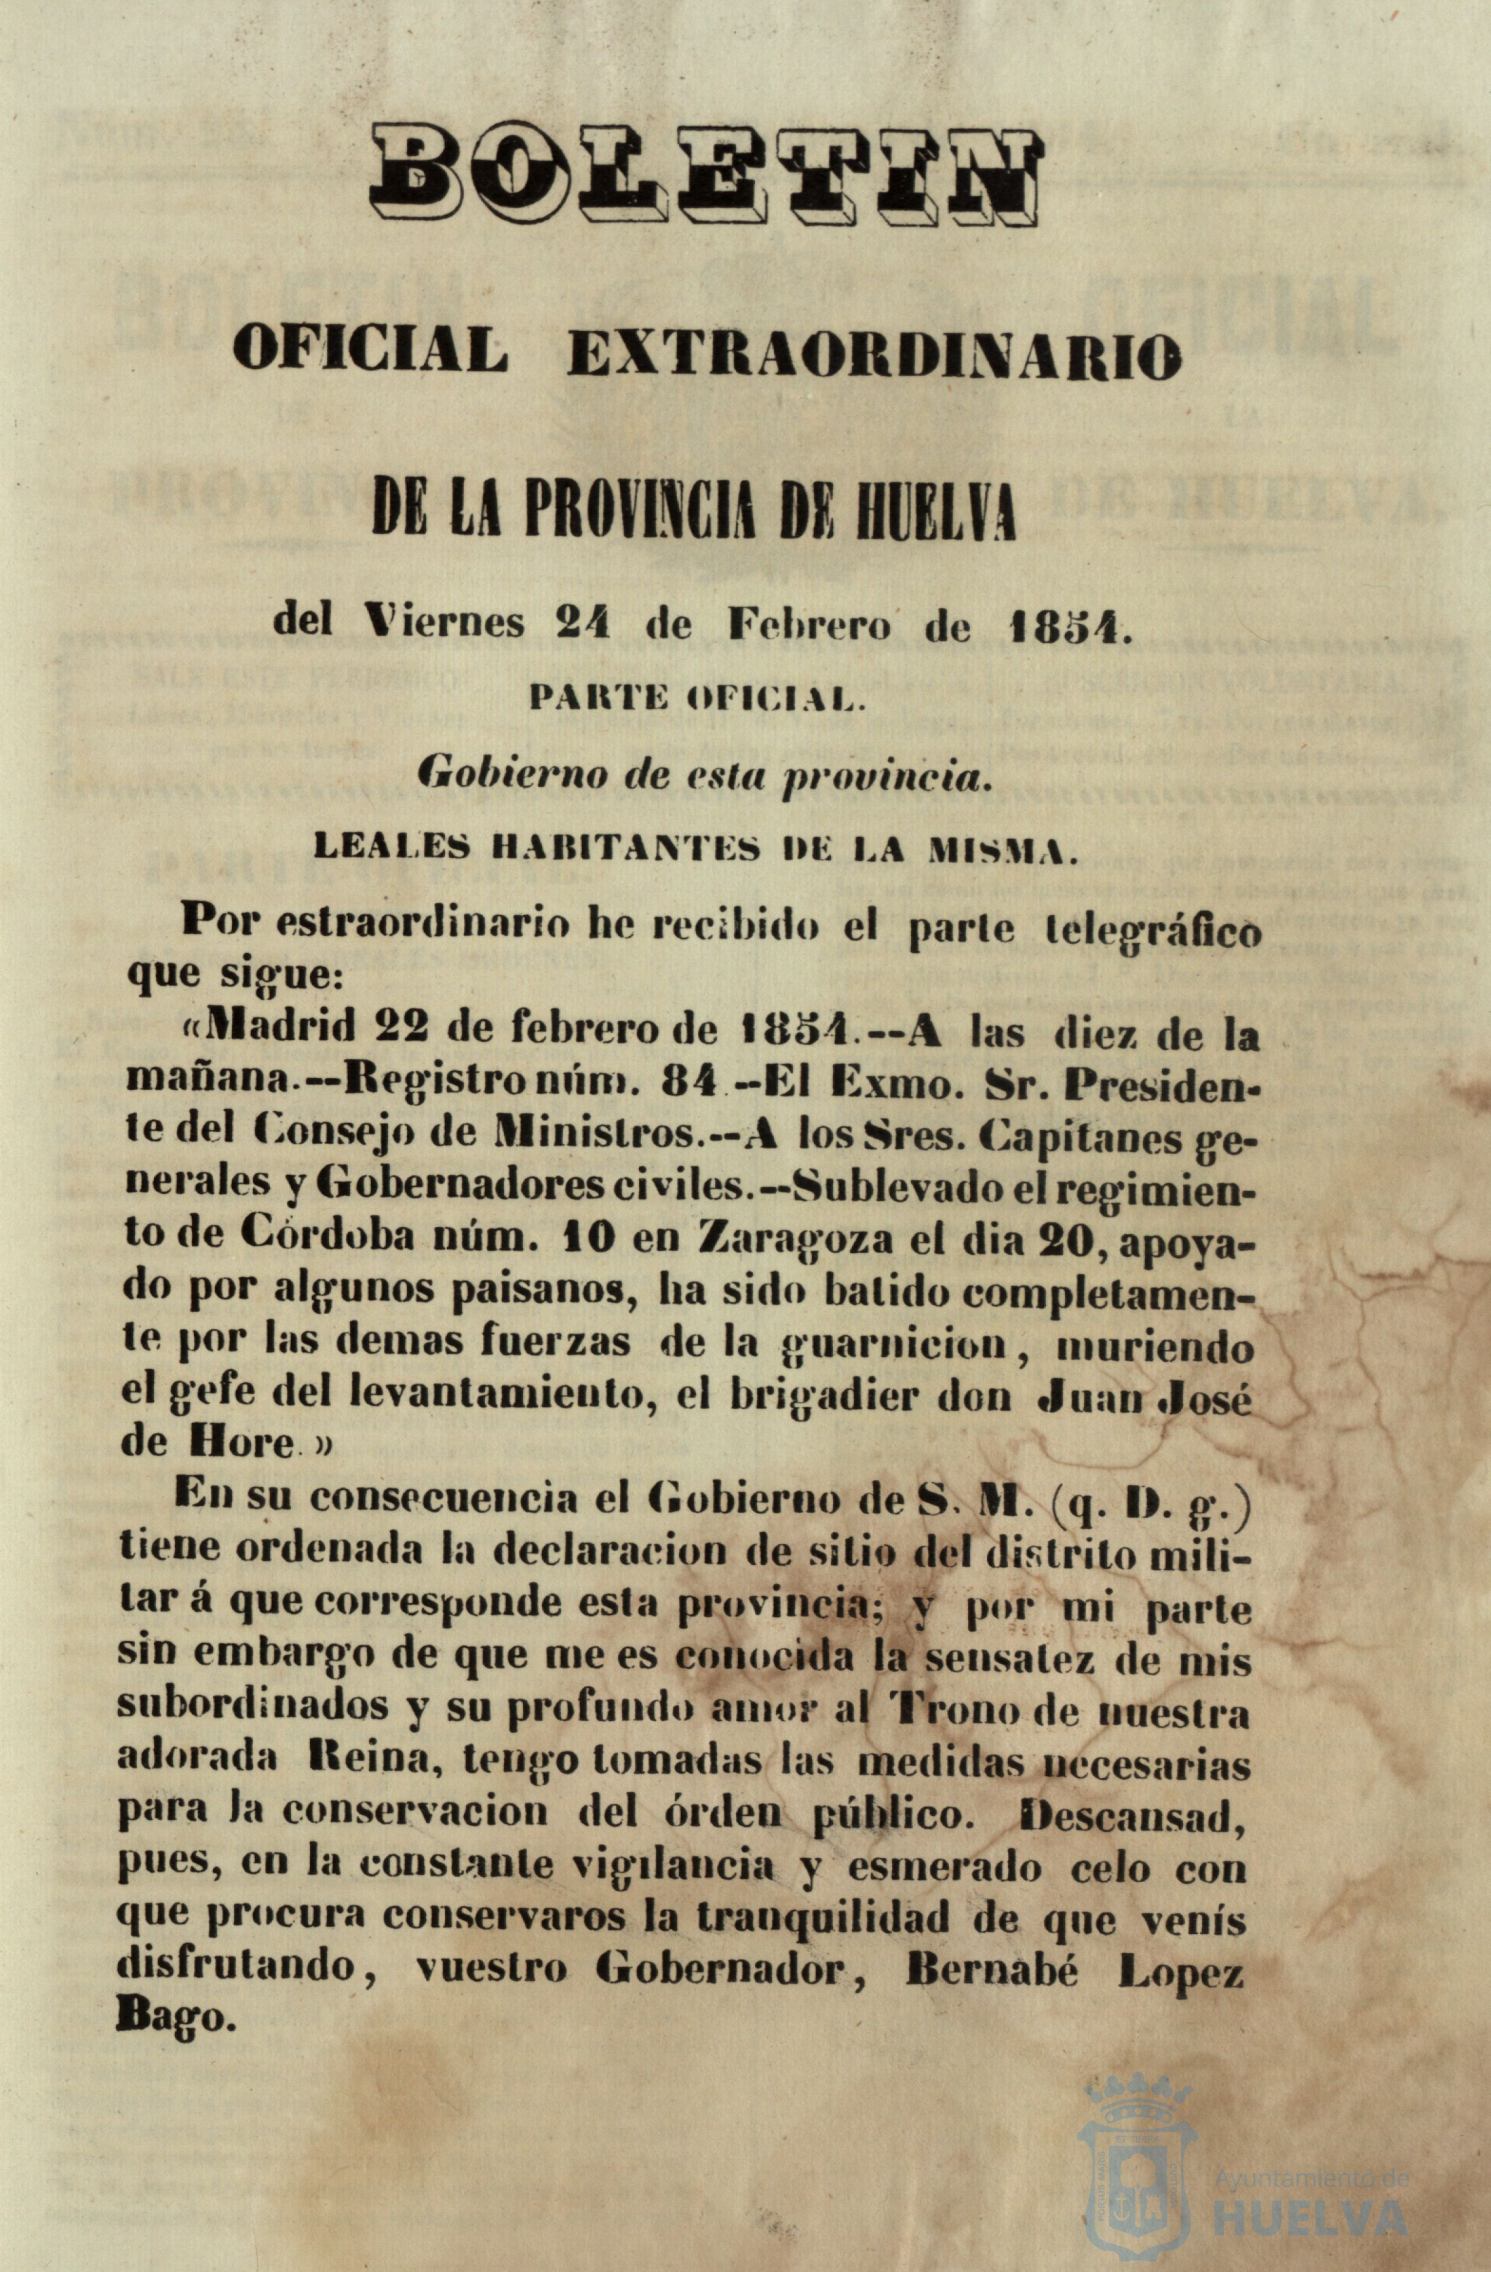 BOLETIN
OFICIAL EXTRAORDINARIO
DE LA PROVINCIA DE HUELVA
del Viernes 24 de Febrero de 1854.
PARTE OFICIAL.
Gobierno de esta provincia.
LEALES HABITANTES DE LA MISMA.
Por estraordinario he recibido el parte telegráfico
que sigue:
«Madrid 22 de febrero de 1854.--A las diez de la
mañana.--Registro núm. 84.--El Exmo. Sr. Presiden-
te del Consejo de Ministros.--A los Sres. Capitanes ge-
nerales y Gobernadores civiles.--Sublevado el regimien-
to de Córdoba núm. 10 en Zaragoza el dia 20, apoya-
do por algunos paisanos, ha sido batido completamen-
te por las demas fuerzas de la guarnicion, muriendo
el gefe del levantamiento, el brigadier don Juan José
de Hore.»
En su consecuencia el Gobierno de S. M. (q. D. g.)
tiene ordenada la declaracion de sitio del distrito mili-
tar á que corresponde esta provincia; y por mi parte
sin embargo de que me es conocida la sensatez de mis
subordinados y su profundo amor al Trono de nuestra
adorada Reina, tengo tomadas las medidas necesarias
para la conservacion del órden público. Descansad,
pues, en la constante vigilancia y esmerado celo con
que procura conservaros la tranquilidad de que venís
disfrutando, vuestro Gobernador, Bernabé Lopez
Bago.
Ayuntamiento de
HUELVA